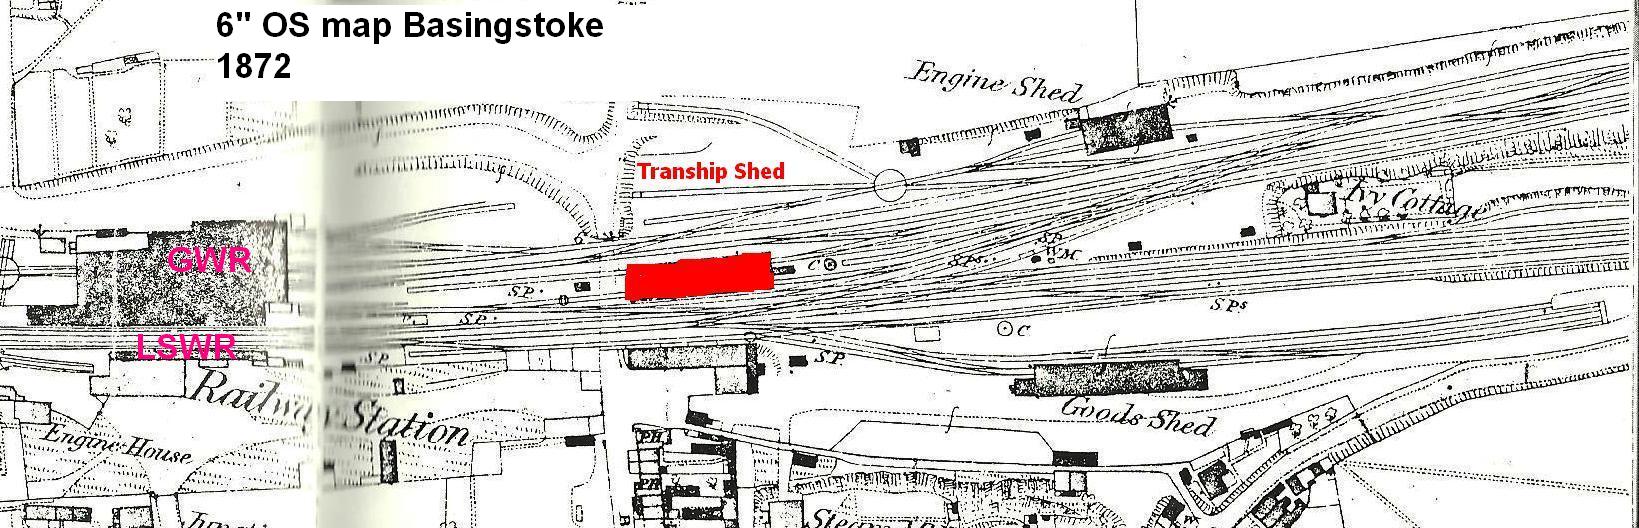 6" OS map Basingstoke
1872
Engine Shed
Tranship Shed
Ivy Cottage
GWR
S.P.
W.M.
C
S.Ps..
S.P.
S.P.
S.Ps
C
LSWR
S.P.
S.P.
Railway Station
Goods Shed
Engine House
P.H.
P.H.